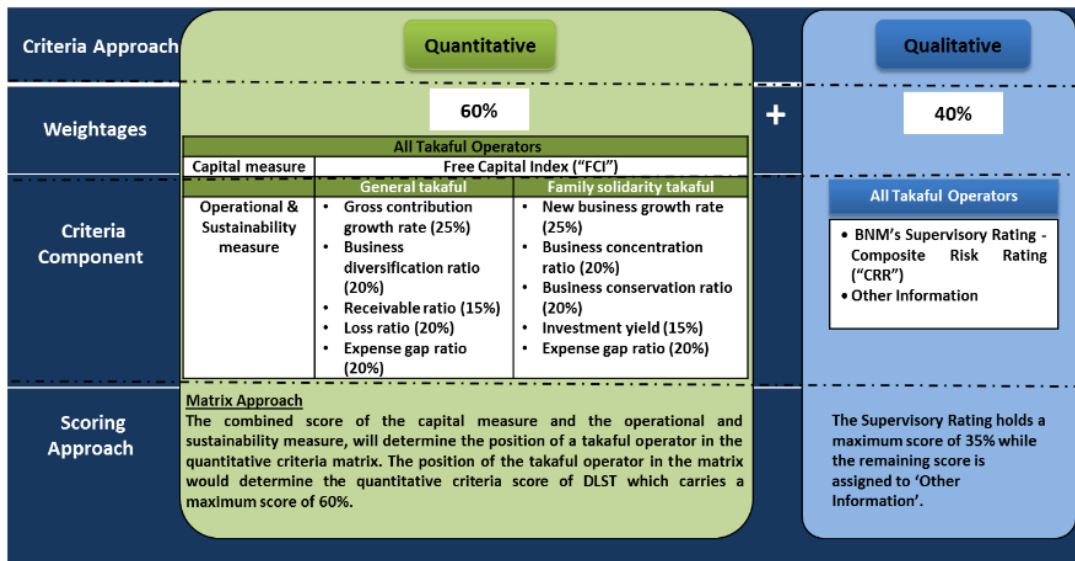 Criteria Approach
Quantitative
Qualitative
Weightages
60%
+
40%
All Takaful Operators
Capital measure
Free Capital Index (“FCI”)
Criteria
Component
General takaful
Family solidarity takaful
Operational &
Sustainability
measure
• Gross contribution
growth rate (25%)
• Business
diversification ratio
(20%)
• Receivable ratio (15%)
• Loss ratio (20%)
• Expense gap ratio
(20%)
• New business growth rate
(25%)
• Business concentration
ratio (20%)
• Business conservation ratio
(20%)
• Investment yield (15%)
• Expense gap ratio (20%)
All Takaful Operators
• BNM’s Supervisory Rating -
Composite Risk Rating
(“CRR”)
• Other Information
Scoring
Approach
Matrix Approach
The combined score of the capital measure and the operational and
sustainability measure, will determine the position of a takaful operator in the
quantitative criteria matrix. The position of the takaful operator in the matrix
would determine the quantitative criteria score of DLST which carries a
maximum score of 60%.
The Supervisory Rating holds a
maximum score of 35% while
the remaining score is
assigned to ‘Other
Information’.